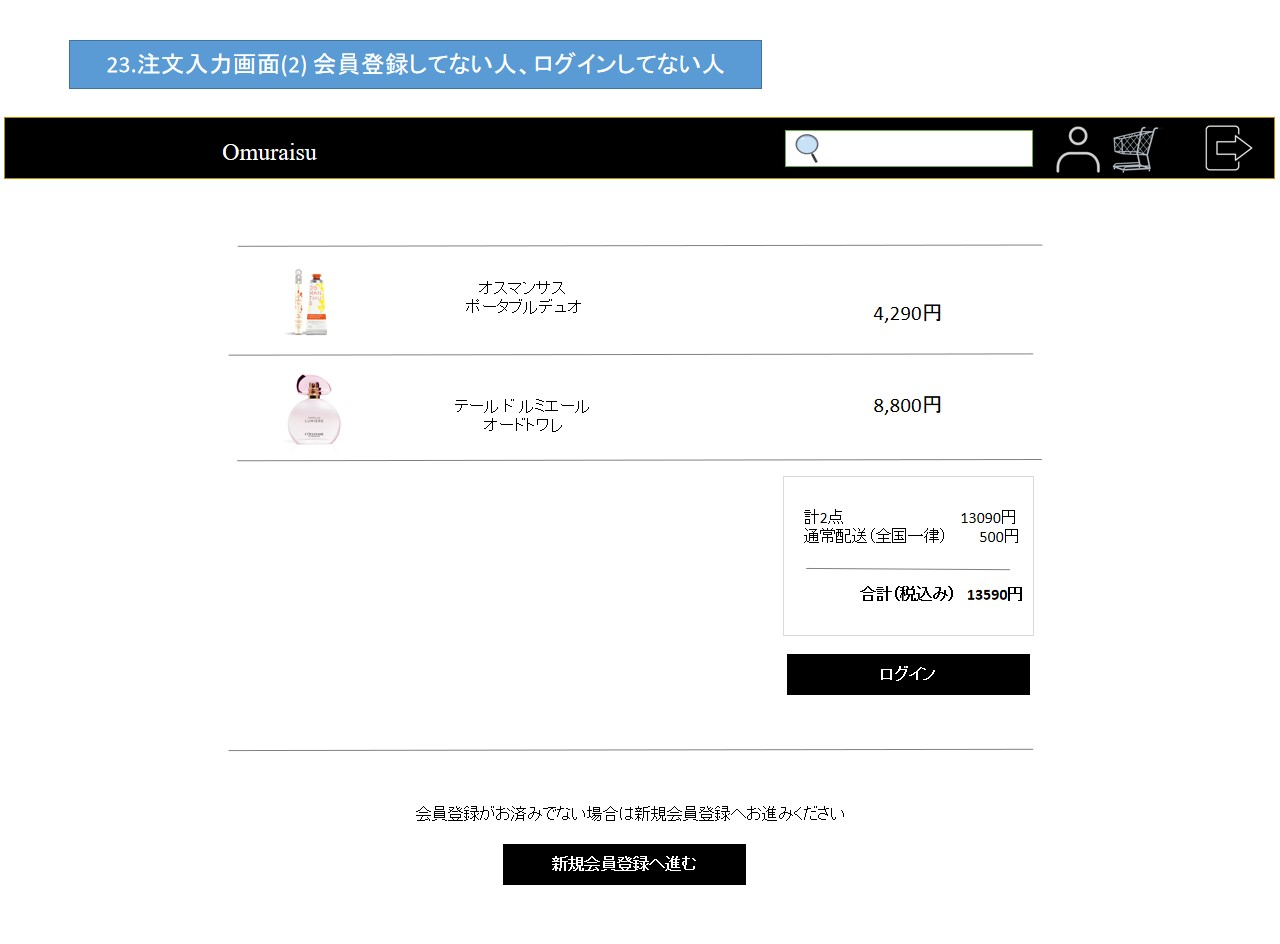 23.注文入力画面(2) 会員登録してない人、ログインしてない人
Omuraisu
オスマンサス
ポータブルデュオ
4,290円
テールド ルミエール
オードトワレ
8,800円
計2点 13090円
通常配送（全国一律） 500円
合計（税込み） 13590円
ログイン
会員登録がお済みでない場合は新規会員登録へお進みください
新規会員登録へ進む